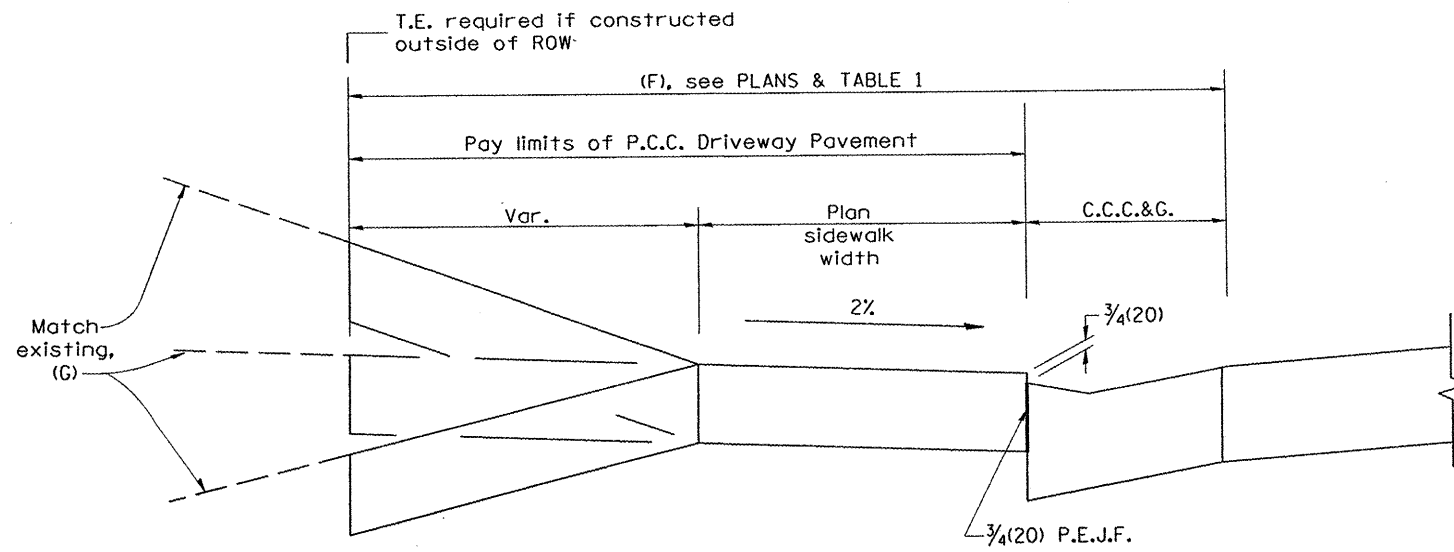 T.E. required if constructed
outside of ROW
(F), see PLANS & TABLE 1
Pay limits of P.C.C. Driveway Pavement
Var.
Plan
sidewalk
width
C.C.C.&G.
2%
¾(20)
Match
existing,
(G)
¾(20) P.E.J.F.